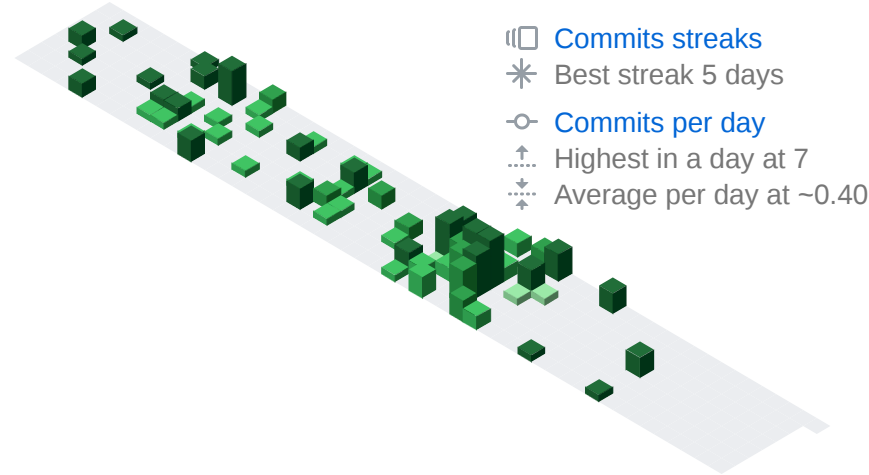 Commits streaks
Best streak 5 days
Commits per day
Highest in a day at 7
Average per day at ~0.40